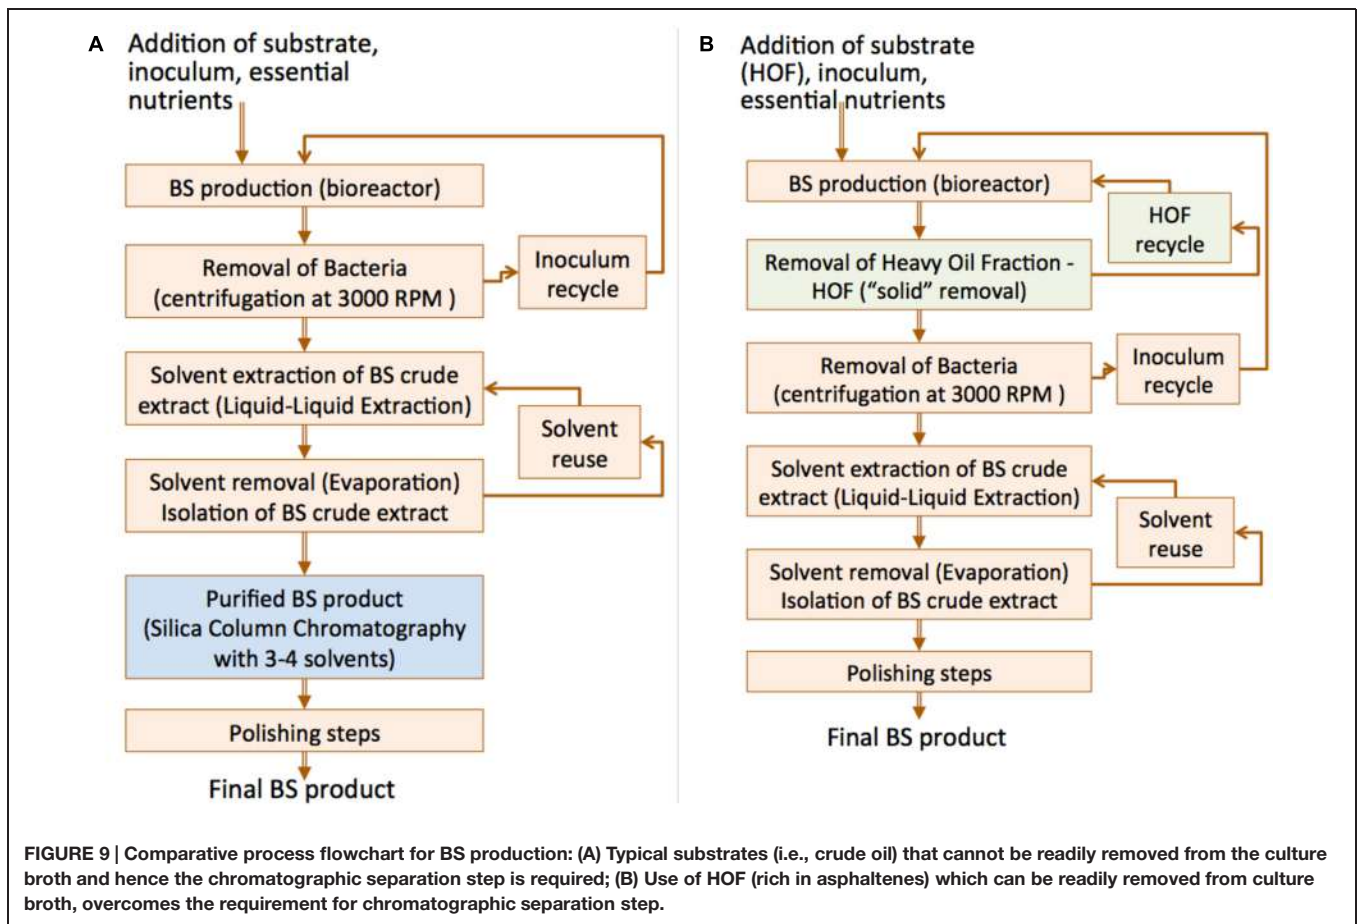 A
Addition of substrate,
inoculum, essential
nutrients
BS production (bioreactor)
Removal of Bacteria
(centrifugation at 3000 RPM )
Inoculum
recycle
Solvent extraction of BS crude
extract (Liquid-Liquid Extraction)
Solvent
reuse
Solvent removal (Evaporation)
Isolation of BS crude extract
Purified BS product
(Silica Column Chromatography
with 3-4 solvents)
Polishing steps
Final BS product
B
Addition of substrate
(HOF), inoculum,
essential nutrients
BS production (bioreactor)
HOF
recycle
Removal of Heavy Oil Fraction -
HOF (“solid” removal)
Removal of Bacteria
(centrifugation at 3000 RPM )
Inoculum
recycle
Solvent extraction of BS crude
extract (Liquid-Liquid Extraction)
Solvent
reuse
Solvent removal (Evaporation)
Isolation of BS crude extract
Polishing steps
Final BS product
FIGURE 9 | Comparative process flowchart for BS production: (A) Typical substrates (i.e., crude oil) that cannot be readily removed from the culture
broth and hence the chromatographic separation step is required; (B) Use of HOF (rich in asphaltenes) which can be readily removed from culture
broth, overcomes the requirement for chromatographic separation step.